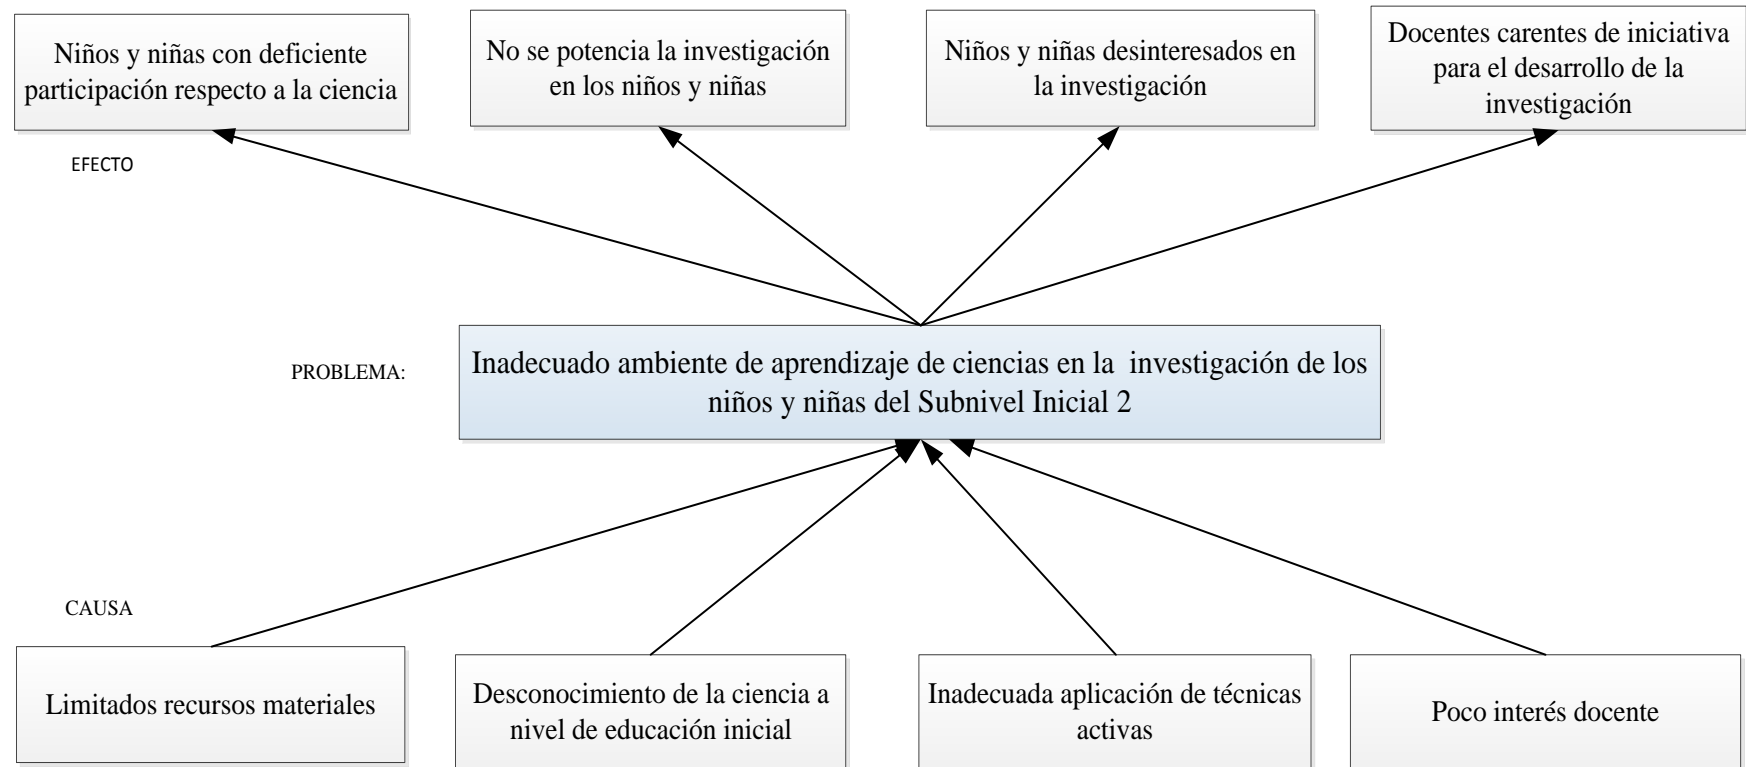 Niños y niñas con deficiente
participación respecto a la ciencia
No se potencia la investigación
en los niños y niñas
Niños y niñas desinteresados en
la investigación
Docentes carentes de iniciativa
para el desarrollo de la
investigación
EFECTO
PROBLEMA:
Inadecuado ambiente de aprendizaje de ciencias en la  investigación de los
niños y niñas del Subnivel Inicial 2
CAUSA
Limitados recursos materiales
Desconocimiento de la ciencia a
nivel de educación inicial
Inadecuada aplicación de técnicas
activas
Poco interés docente